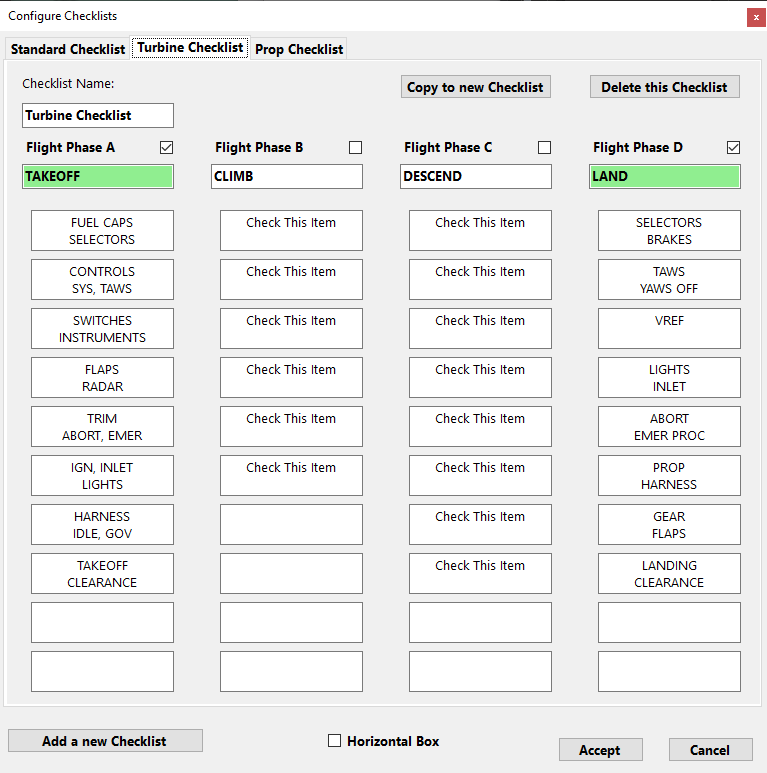 Configure Checklists
x
Standard Checklist
Turbine Checklist
Prop Checklist
Checklist Name:
Copy to new Checklist
Delete this Checklist
Turbine Checklist
Flight Phase A
Flight Phase B
Flight Phase C
Flight Phase D
TAKEOFF
CLIMB
DESCEND
LAND
FUEL CAPS
SELECTORS
Check This Item
Check This Item
SELECTORS
BRAKES
CONTROLS
SYS, TAWS
Check This Item
Check This Item
TAWS
YAWS OFF
SWITCHES
INSTRUMENTS
Check This Item
Check This Item
VREF
FLAPS
RADAR
Check This Item
Check This Item
LIGHTS
INLET
TRIM
ABORT, EMER
Check This Item
Check This Item
ABORT
EMER PROC
IGN, INLET
LIGHTS
Check This Item
Check This Item
PROP
HARNESS
HARNESS
IDLE, GOV
Check This Item
GEAR
FLAPS
TAKEOFF
CLEARANCE
Check This Item
LANDING
CLEARANCE
Add a new Checklist
Horizontal Box
Accept
Cancel